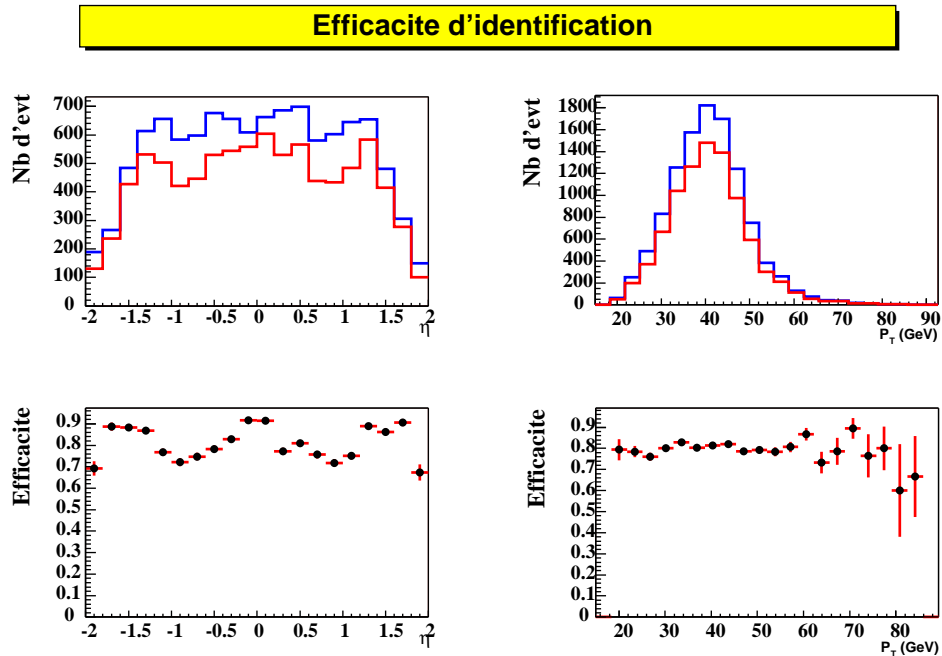 Efficacite d'identification
Nb d'evt
700
600
500
400
300
200
100
0
-2 -1.5 -1 -0.5 0 0.5 1 1.5 2
η
Nb d'evt
1800
1600
1400
1200
1000
800
600
400
200
0
20 30 40 50 60 70 80 90
P_T (GeV)
Efficacite
0.9
0.8
0.7
0.6
0.5
0.4
0.3
0.2
0.1
0
-2 -1.5 -1 -0.5 0 0.5 1 1.5 2
η
Efficacite
0.9
0.8
0.7
0.6
0.5
0.4
0.3
0.2
0.1
0
20 30 40 50 60 70 80
P_T (GeV)